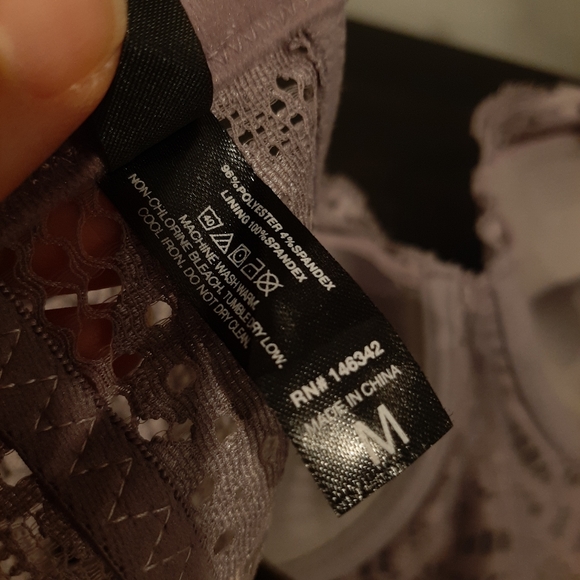 96%POLYESTER 4%SPANDEX
LINING 100%SPANDEX
40
MACHINE WASH WARM.
NON-CHLORINE BLEACH. TUMBLE DRY LOW.
COOL IRON. DO NOT DRY CLEAN.
RN# 146342
MADE IN CHINA
M